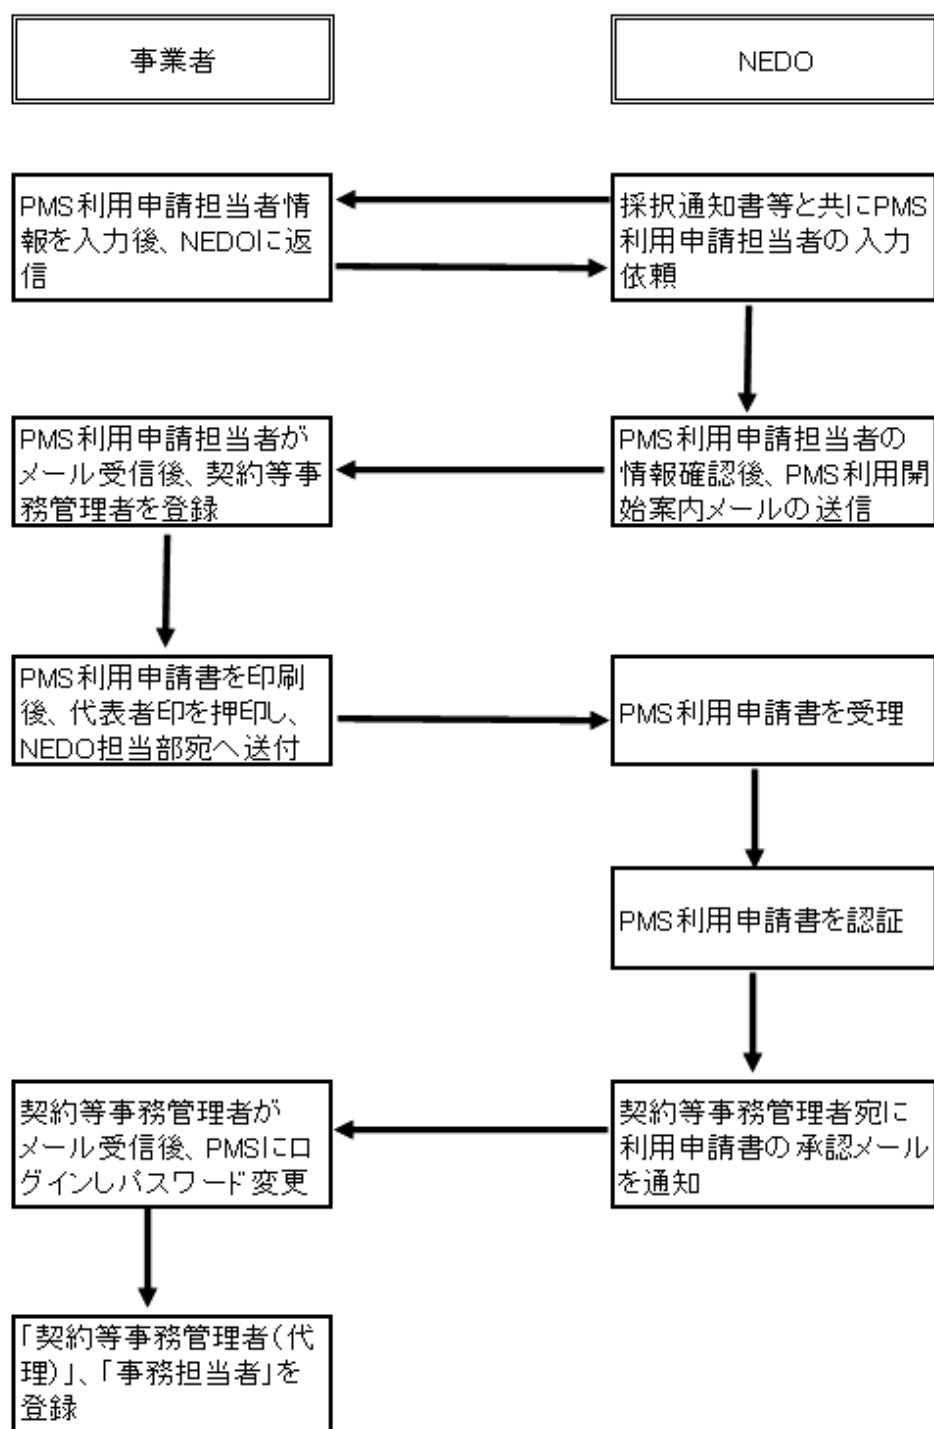 事業者
NEDO
PMS利用申請担当者情
報を入力後、NEDOに返
信
採択通知書等と共にPMS
利用申請担当者の入力
依頼
PMS利用申請担当者が
メール受信後、契約等事
務管理者を登録
PMS利用申請担当者の
情報確認後、PMS利用開
始案内メールの送信
PMS利用申請書を印刷
後、代表者印を押印し、
NEDO担当部宛へ送付
PMS利用申請書を受理
PMS利用申請書を認証
契約等事務管理者が
メール受信後、PMSにロ
グインしパスワード変更
契約等事務管理者宛に
利用申請書の承認メール
を通知
「契約等事務管理者(代
理)」、「事務担当者」を
登録